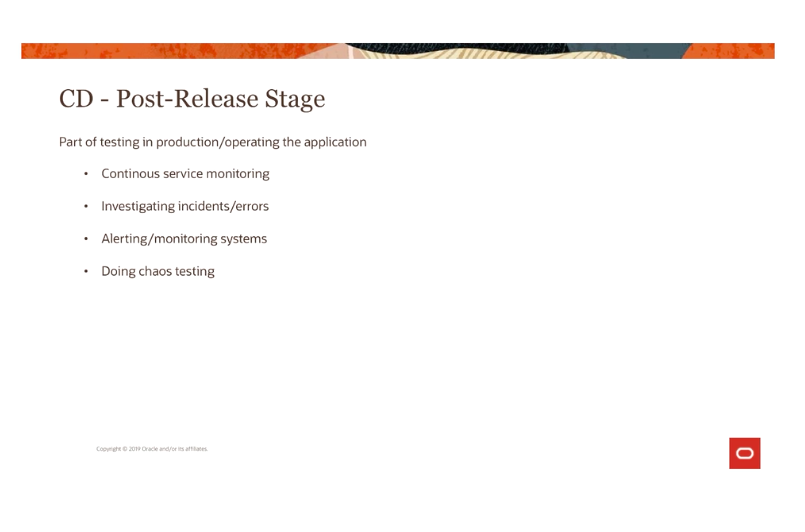 CD - Post-Release Stage
Part of testing in production/operating the application
• Continous service monitoring
• Investigating incidents/errors
• Alerting/monitoring systems
• Doing chaos testing
Copyright © 2019 Oracle and/or its affiliates.